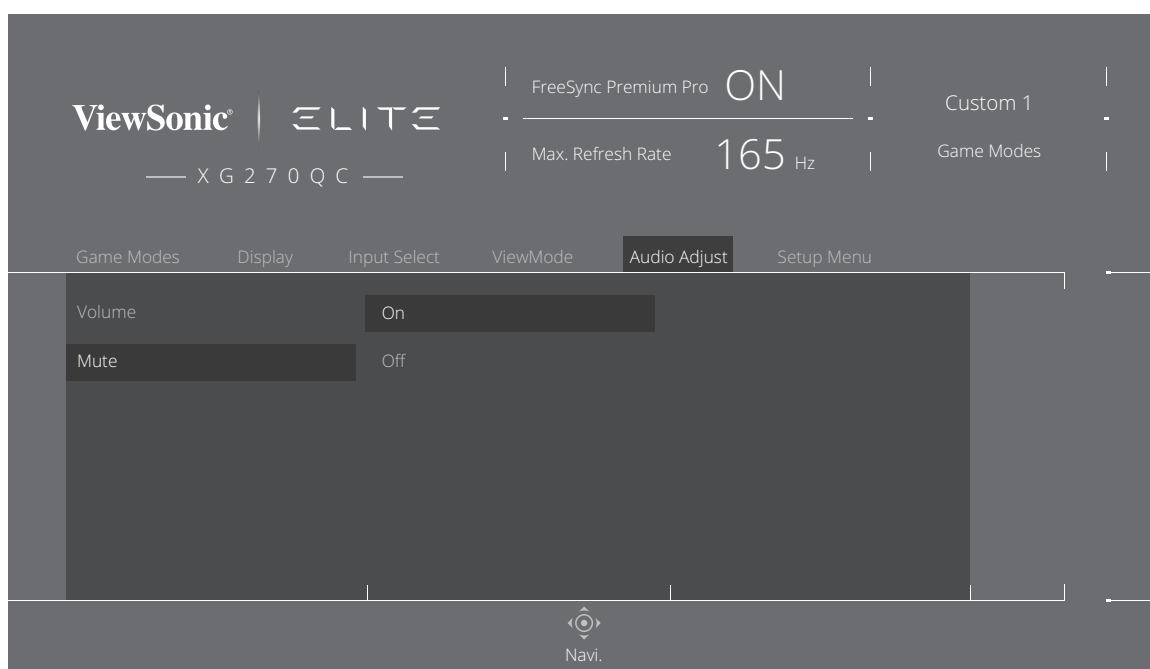 FreeSync Premium Pro ON
ViewSonic® ELITE
Custom 1
Max. Refresh Rate 165 Hz
Game Modes
XG270QC
Game Modes Display Input Select ViewMode Audio Adjust Setup Menu
Volume On
Mute Off
Navi.